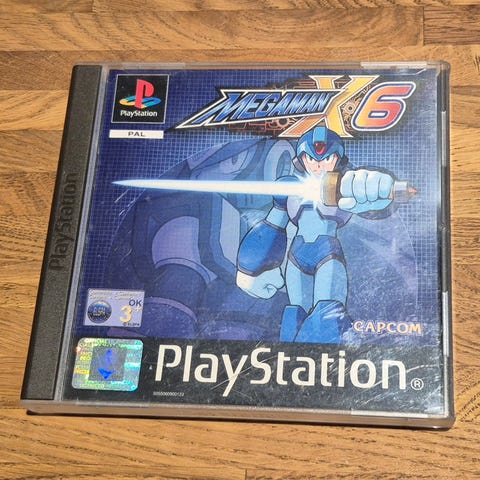 PlayStation
PlayStation
PAL
MEGAMAN X6
OK
3+
CAPCOM
PlayStation®